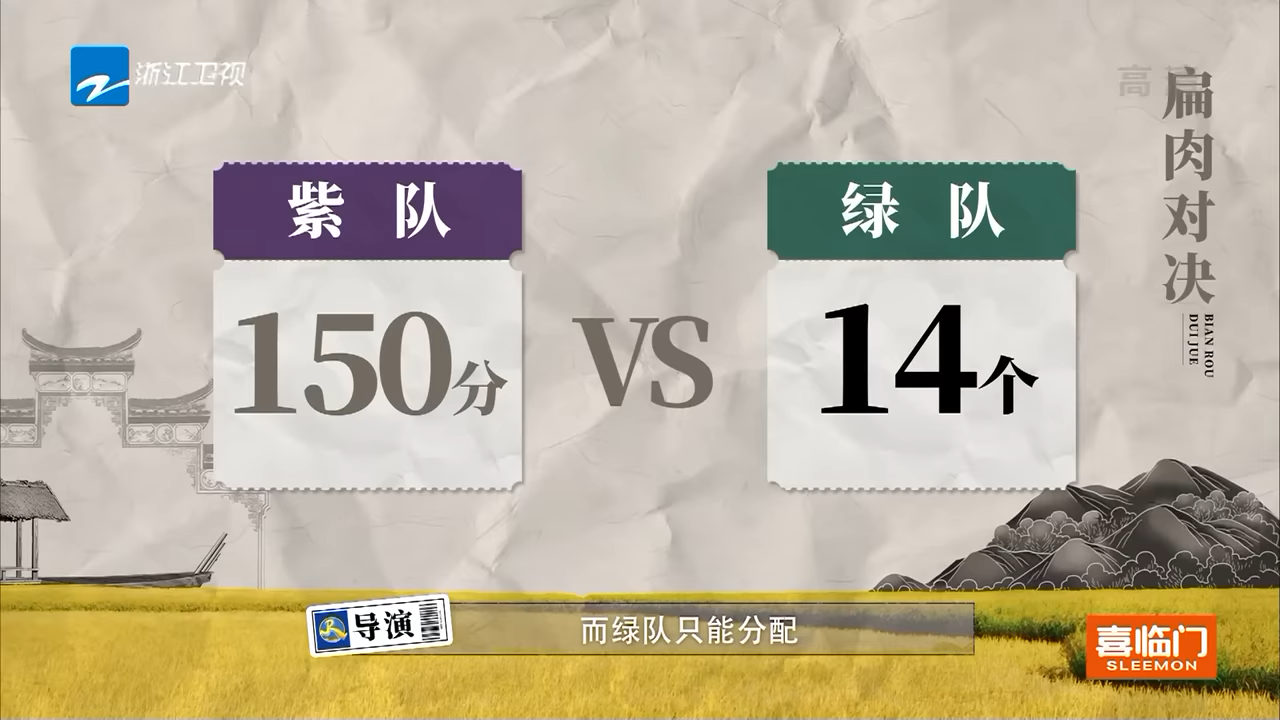 浙江卫视
高
扁肉对决
BIAN ROU
DUI JUE
紫队
绿队
150分
VS
14个
导演
而绿队只能分配
喜临门
SLEEMON